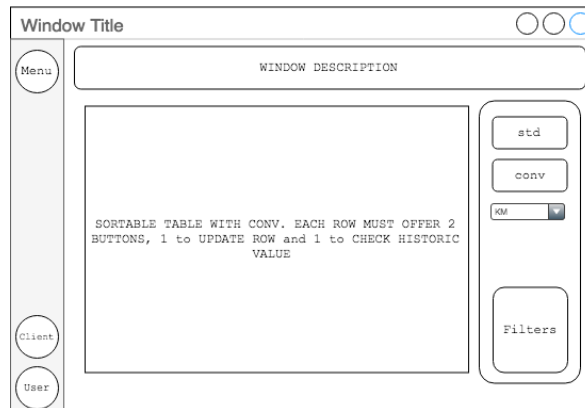 Window Title
Menu
WINDOW DESCRIPTION
std
conv
KM
SORTABLE TABLE WITH CONV. EACH ROW MUST OFFER 2
BUTTONS, 1 to UPDATE ROW and 1 to CHECK HISTORIC
VALUE
Filters
Client
User